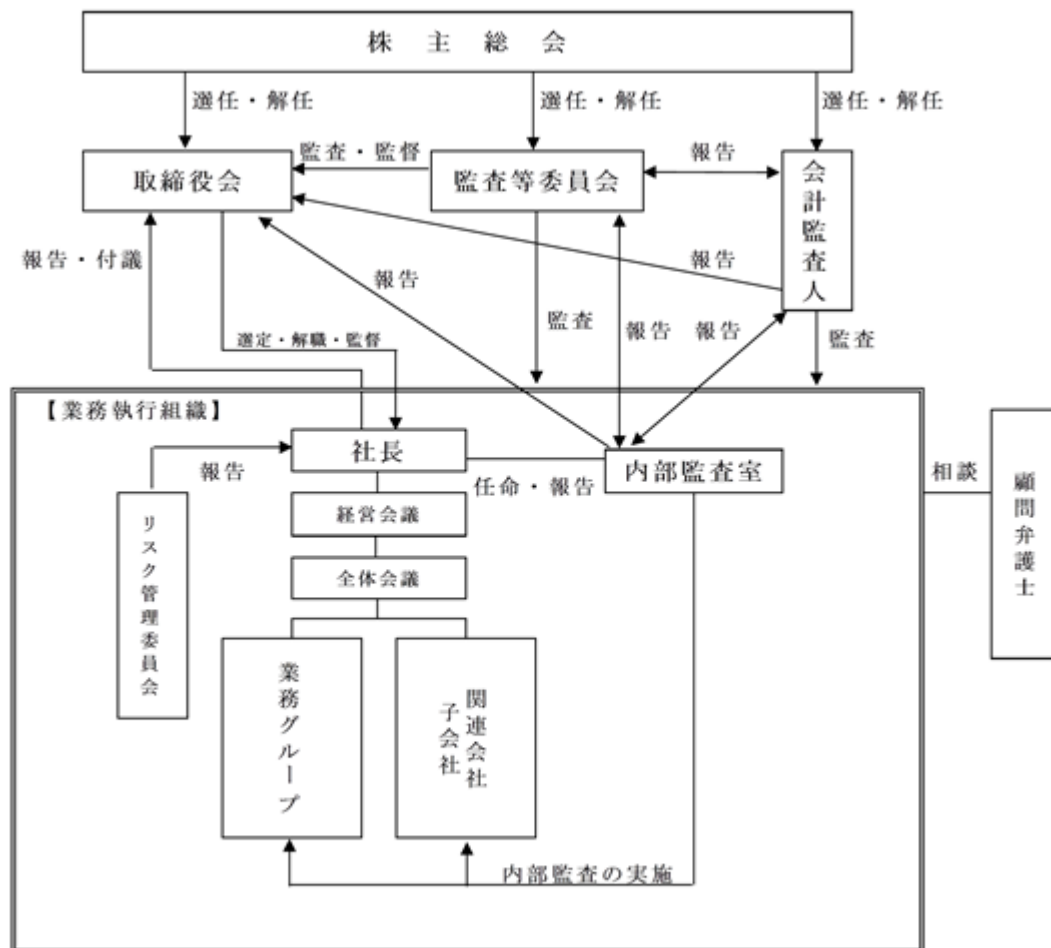 株主総会
選任・解任
選任・解任
選任・解任
監査・監督
報告
取締役会
監査等委員会
会計監査人
報告・付議
報告
報告
選定・解職・監督
監査
報告
報告
監査
【業務執行組織】
社長
報告
任命・報告
内部監査室
相談
顧問弁護士
リスク管理委員会
経営会議
全体会議
業務グループ
関連会社
子会社
内部監査の実施